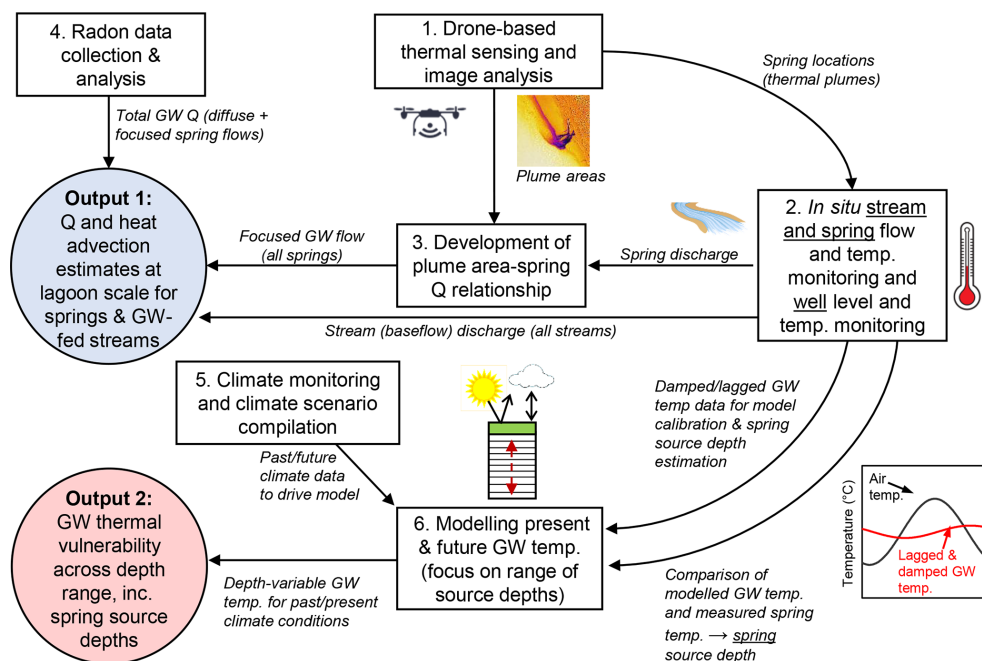 4. Radon data
collection &
analysis
1. Drone-based
thermal sensing and
image analysis
Spring locations
(thermal plumes)
Total GW Q (diffuse +
focused spring flows)
Plume areas
Output 1:
Q and heat
advection
estimates at
lagoon scale for
springs & GW-
fed streams
Focused GW flow
(all springs)
3. Development of
plume area-spring
Q relationship
Spring discharge
2. In situ stream
and spring flow
and temp.
monitoring and
well level and
temp. monitoring
Stream (baseflow) discharge (all streams)
5. Climate monitoring
and climate scenario
compilation
Past/future
climate data
to drive model
Damped/lagged GW
temp data for model
calibration & spring
source depth
estimation
Output 2:
GW thermal
vulnerability
across depth
range, inc.
spring source
depths
Depth-variable GW
temp. for past/present
climate conditions
6. Modelling present
& future GW temp.
(focus on range of
source depths)
Comparison of
modelled GW temp.
and measured spring
temp. → spring
source depth
Temperature (°C)
Air
temp.
Lagged &
damped GW
temp.